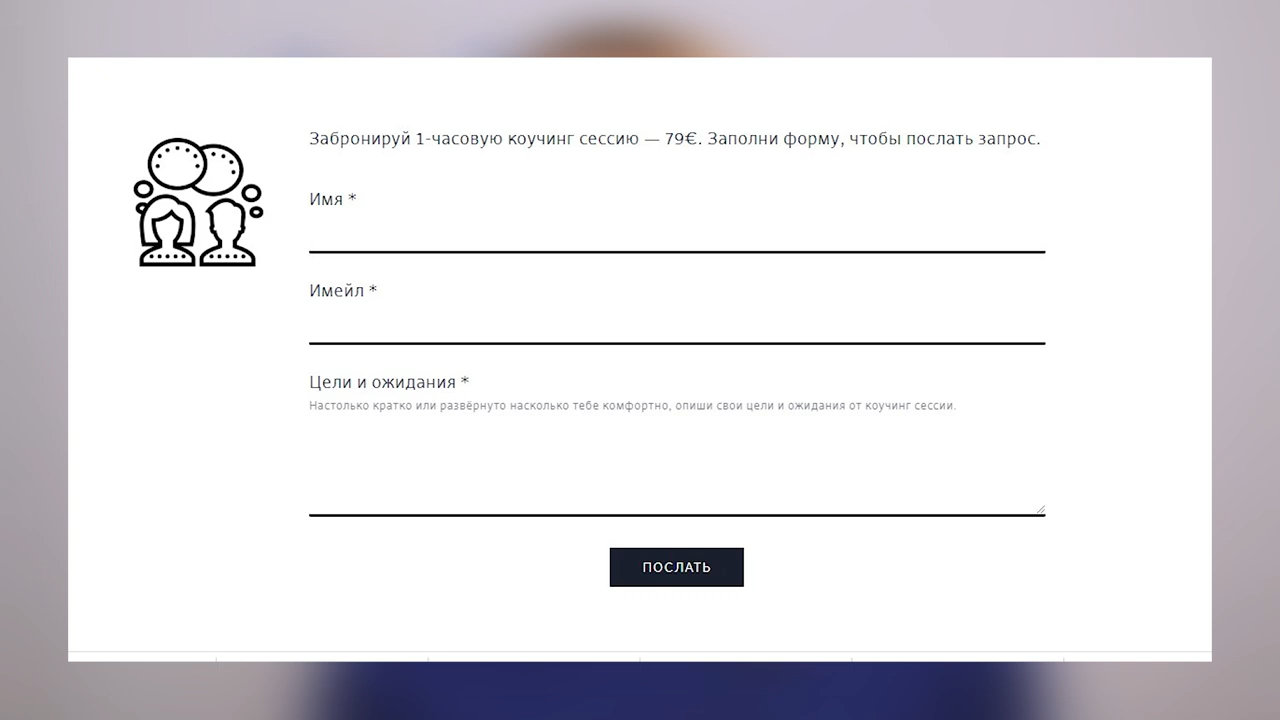 Забронируй 1-часовую коучинг сессию — 79€. Заполни форму, чтобы послать запрос.
Имя *
Имейл *
Цели и ожидания *
Настолько кратко или развёрнуто насколько тебе комфортно, опиши свои цели и ожидания от коучинг сессии.
ПОСЛАТЬ